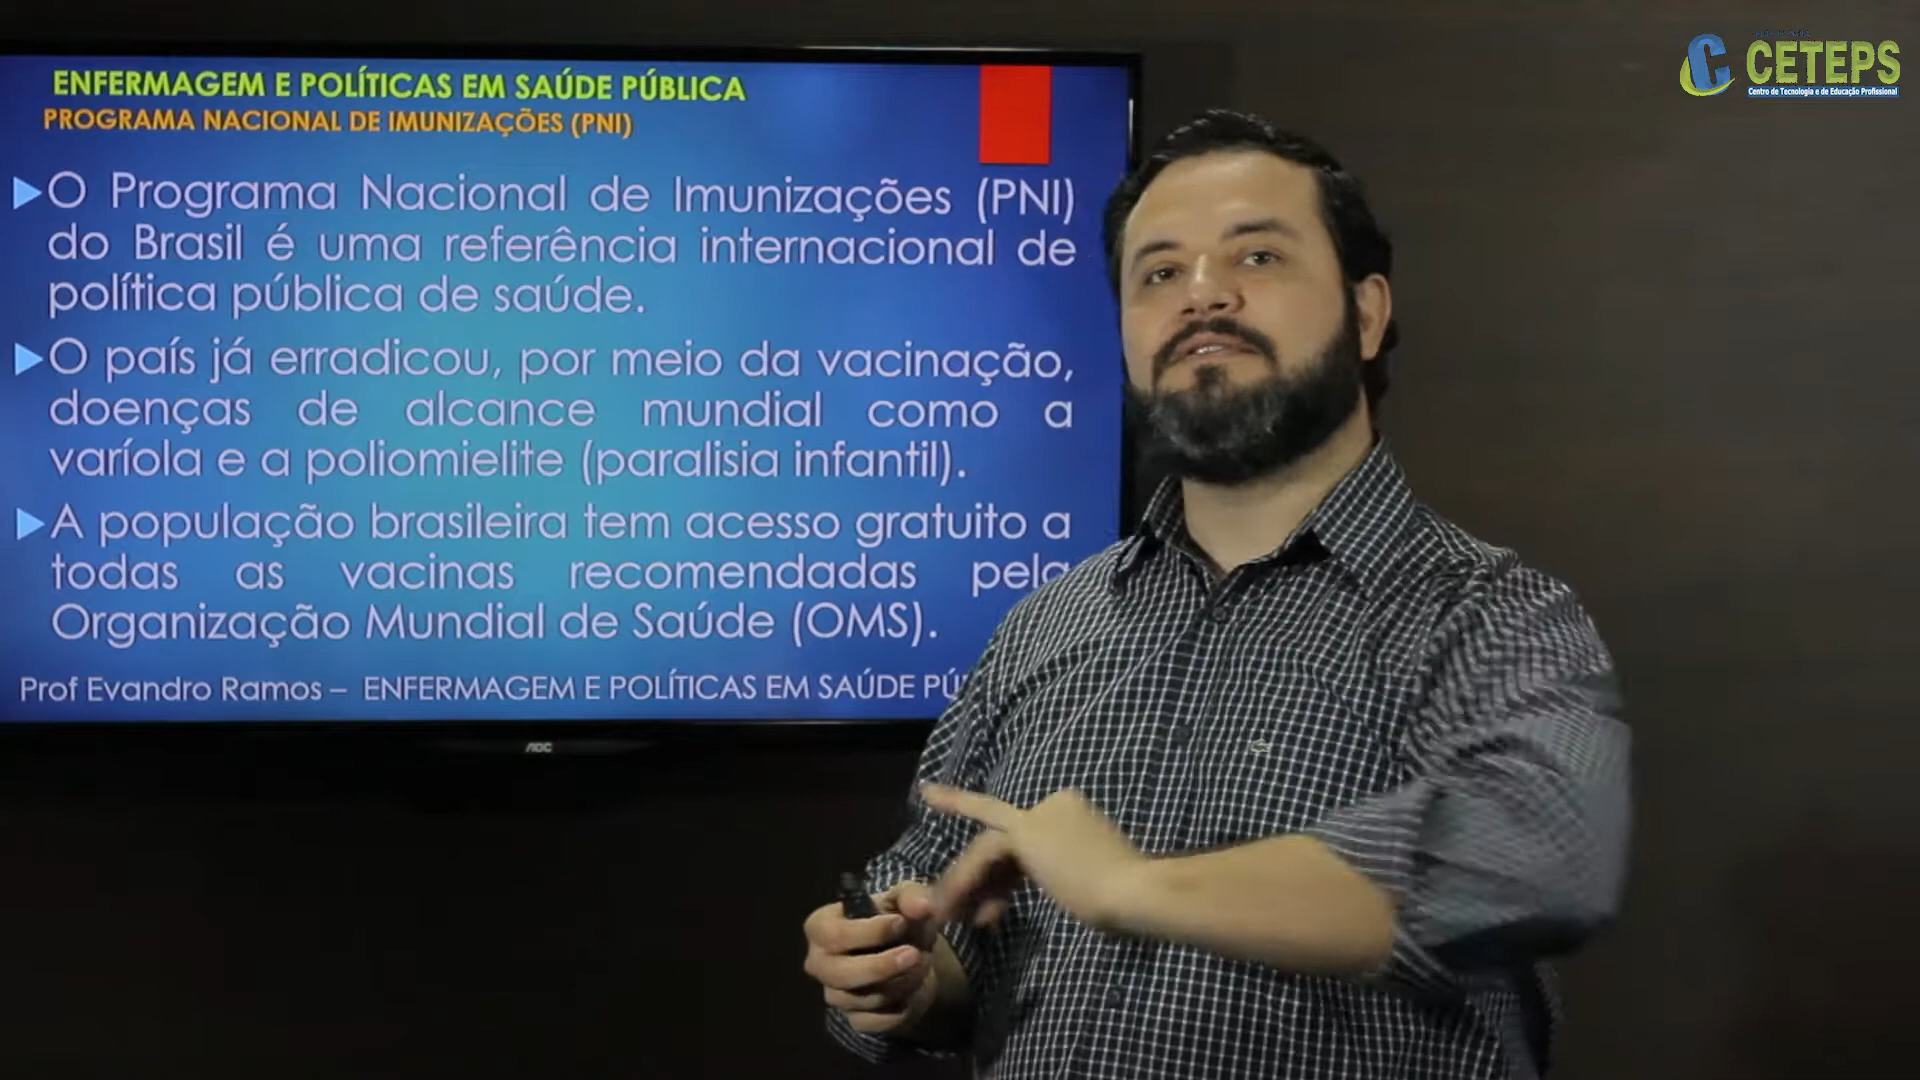 ENFERMAGEM E POLÍTICAS EM SAÚDE PÚBLICA
PROGRAMA NACIONAL DE IMUNIZAÇÕES (PNI)
O Programa Nacional de Imunizações (PNI)
do Brasil é uma referência internacional de
política pública de saúde.
O país já erradicou, por meio da vacinação,
doenças de alcance mundial como a
varíola e a poliomielite (paralisia infantil).
A população brasileira tem acesso gratuito a
todas as vacinas recomendadas pela
Organização Mundial de Saúde (OMS).
Prof Evandro Ramos – ENFERMAGEM E POLÍTICAS EM SAÚDE PÚ
AOC
C CETEPS
Centro de Tecnologia e de Educação Profissional